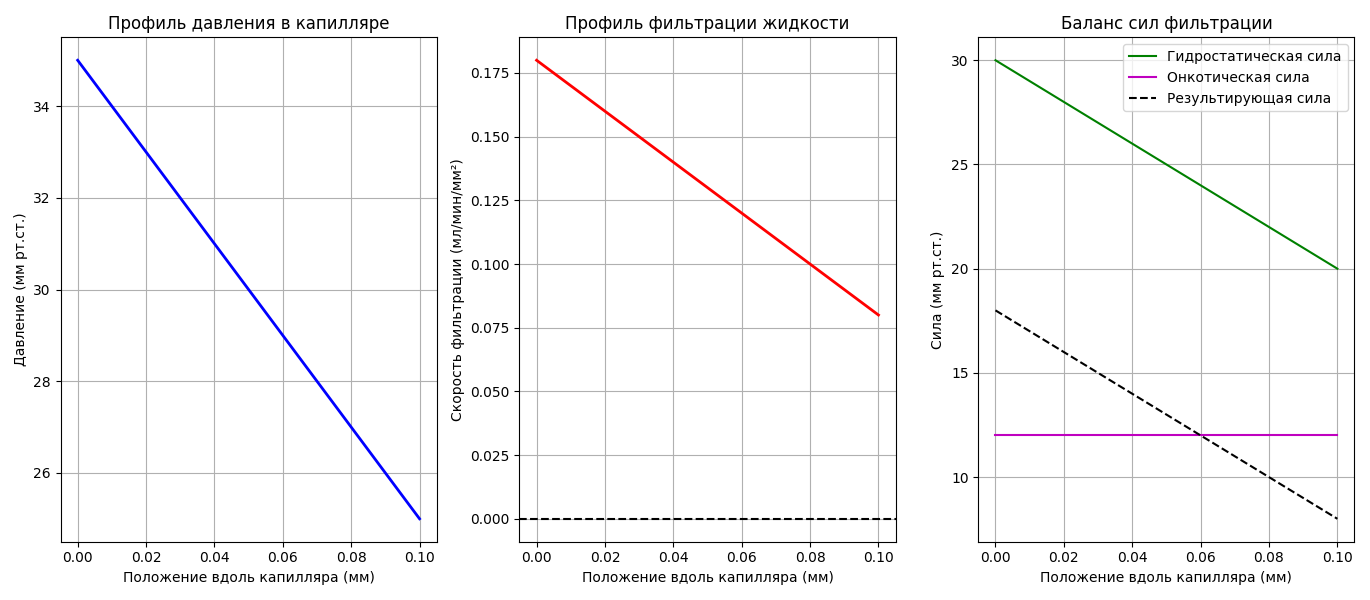 Профиль давления в капилляре
Давление (мм рт.ст.)
34
32
30
28
26
0.00 0.02 0.04 0.06 0.08 0.10
Положение вдоль капилляра (мм)
Профиль фильтрации жидкости
Скорость фильтрации (мл/мин/мм²)
0.175
0.150
0.125
0.100
0.075
0.050
0.025
0.000
0.00 0.02 0.04 0.06 0.08 0.10
Положение вдоль капилляра (мм)
Баланс сил фильтрации
Гидростатическая сила
Онкотическая сила
Результирующая сила
Сила (мм рт.ст.)
30
25
20
15
10
0.00 0.02 0.04 0.06 0.08 0.10
Положение вдоль капилляра (мм)